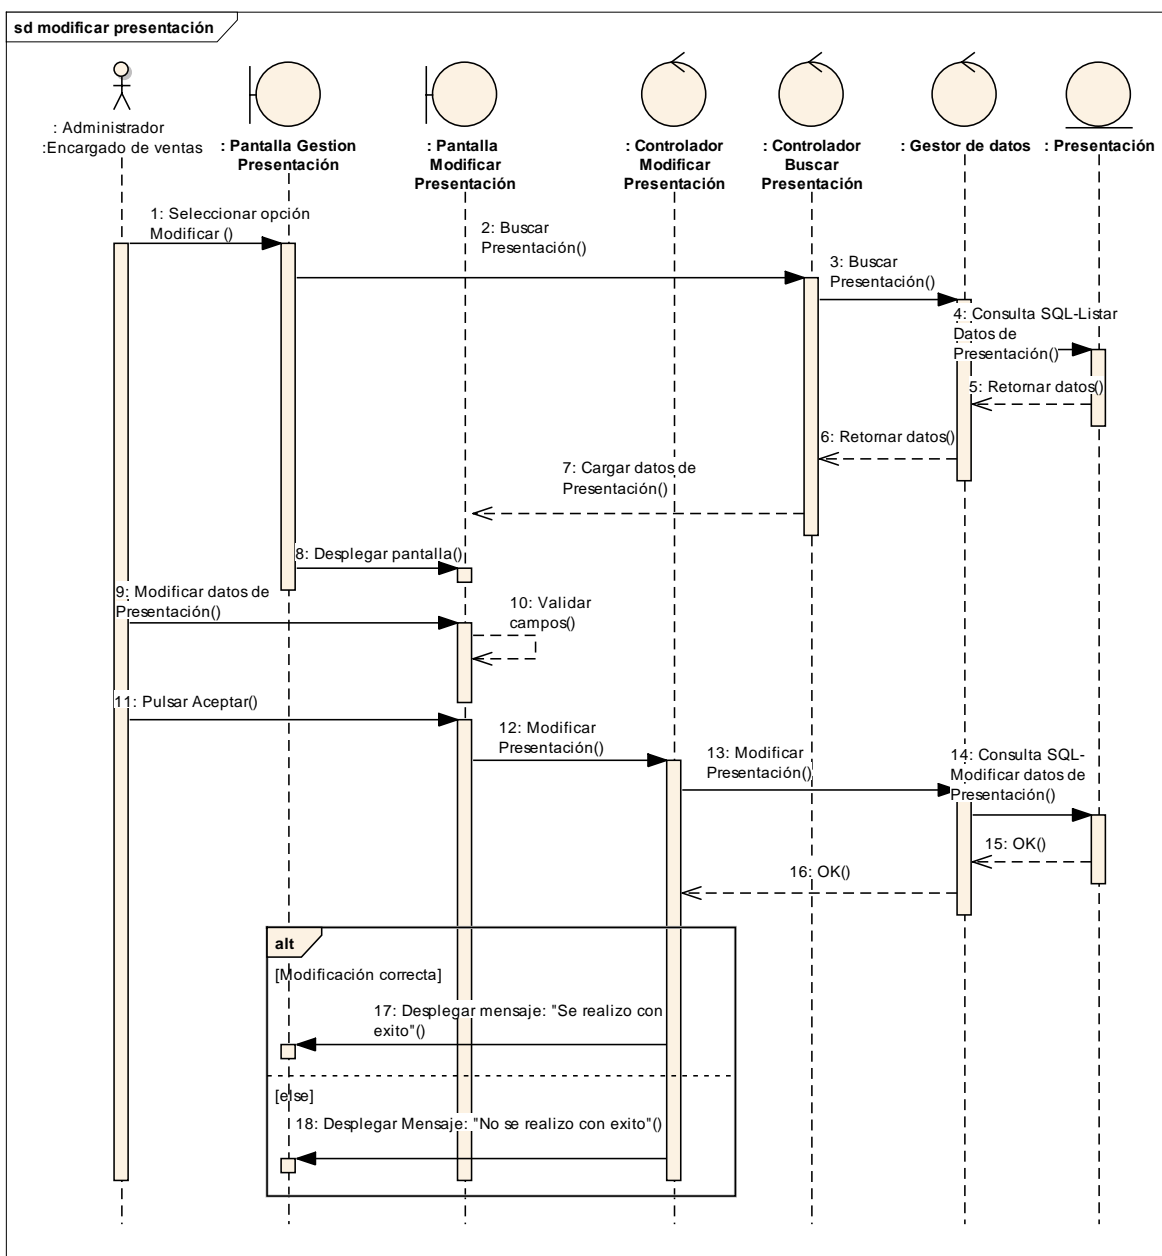 sd modificar presentación
: Administrador
:Encargado de ventas
: Pantalla Gestion
Presentación
: Pantalla
Modificar
Presentación
: Controlador
Modificar
Presentación
: Controlador
Buscar
Presentación
: Gestor de datos
: Presentación
1: Seleccionar opción
Modificar ()
2: Buscar
Presentación()
3: Buscar
Presentación()
4: Consulta SQL-Listar
Datos de
Presentación()
5: Retornar datos()
6: Retornar datos()
7: Cargar datos de
Presentación()
8: Desplegar pantalla()
9: Modificar datos de
Presentación()
10: Validar
campos()
11: Pulsar Aceptar()
12: Modificar
Presentación()
13: Modificar
Presentación()
14: Consulta SQL-
Modificar datos de
Presentación()
15: OK()
16: OK()
alt
[Modificación correcta]
17: Desplegar mensaje: "Se realizo con
exito"()
[else]
18: Desplegar Mensaje: "No se realizo con exito"()